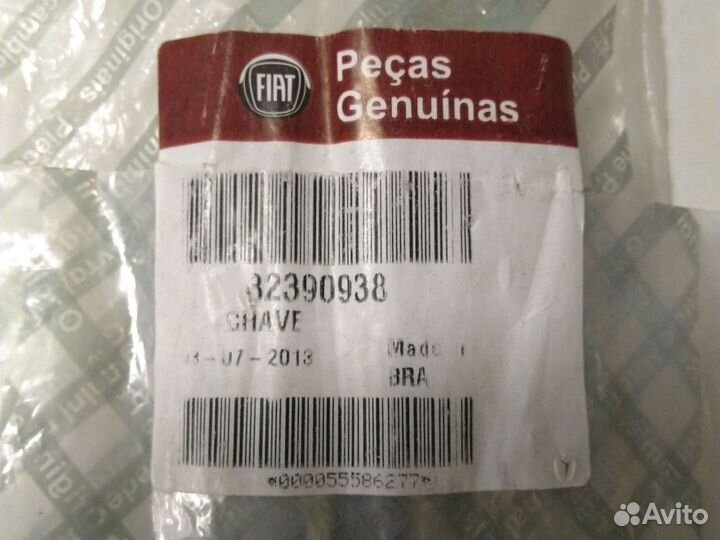 FIAT
Peças
Genuínas
82390938
CHAVE
-07-2013
Made
BRA
*000055586277*
Avito